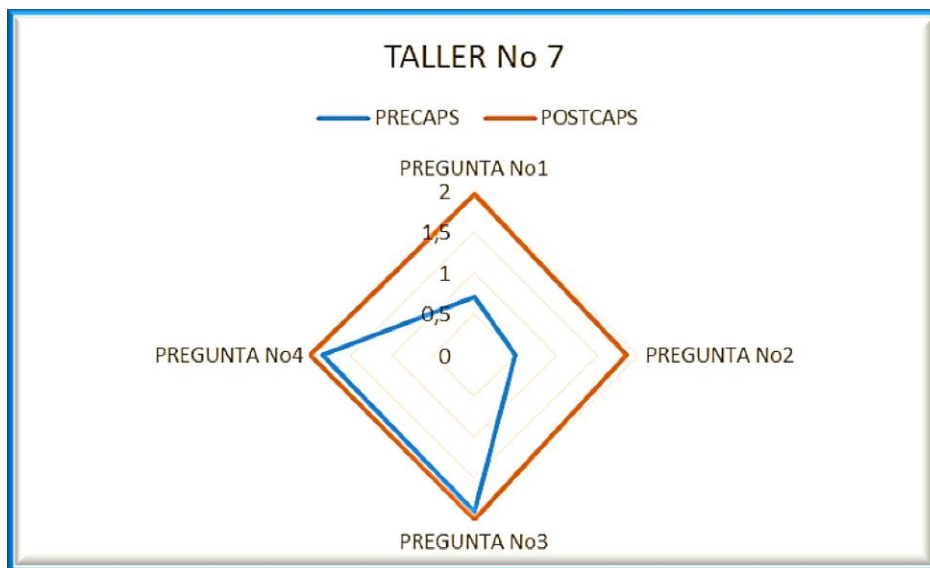 TALLER No 7
PRECAPS POSTCAPS
PREGUNTA No1
2
1,5
1
0,5
0
PREGUNTA No4 PREGUNTA No2
PREGUNTA No3